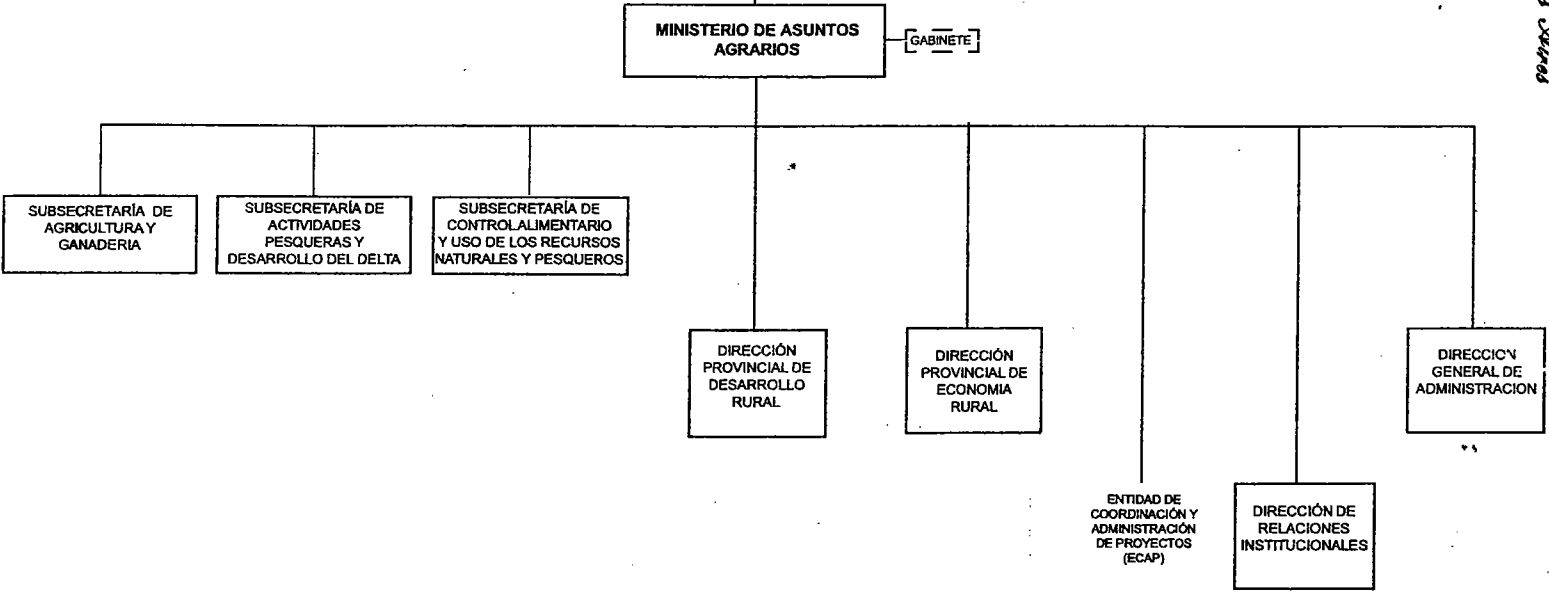 MINISTERIO DE ASUNTOS
AGRARIOS
GABINETE
SUBSECRETARÍA DE
AGRICULTURA Y
GANADERIA
SUBSECRETARÍA DE
ACTIVIDADES
PESQUERAS Y
DESARROLLO DEL DELTA
SUBSECRETARÍA DE
CONTROL ALIMENTARIO
Y USO DE LOS RECURSOS
NATURALES Y PESQUEROS
DIRECCIÓN
PROVINCIAL DE
DESARROLLO
RURAL
DIRECCIÓN
PROVINCIAL DE
ECONOMIA
RURAL
ENTIDAD DE
COORDINACIÓN Y
ADMINISTRACIÓN
DE PROYECTOS
(ECAP)
DIRECCIÓN DE
RELACIONES
INSTITUCIONALES
DIRECCION
GENERAL DE
ADMINISTRACION